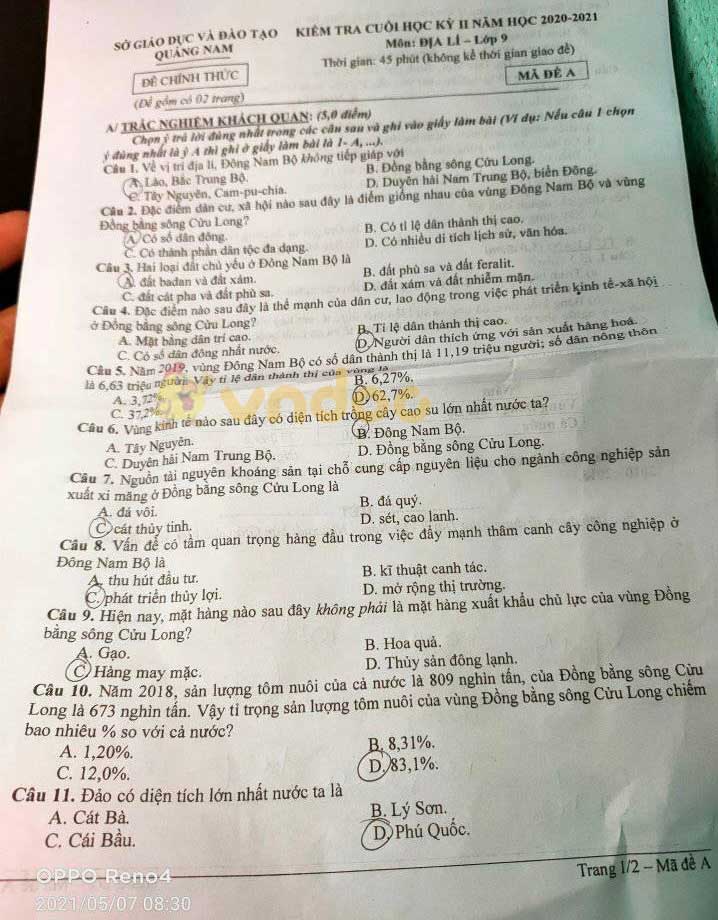 SỞ GIÁO DỤC VÀ ĐÀO TẠO KIỂM TRA CUỐI HỌC KỲ II NĂM HỌC 2020-2021
QUẢNG NAM Môn: ĐỊA LÍ – Lớp 9
Thời gian: 45 phút (không kể thời gian giao đề)
ĐỀ CHÍNH THỨC MÃ ĐỀ A
(Đề gồm có 02 trang)
A/ TRẮC NGHIỆM KHÁCH QUAN: (5,0 điểm)
Chọn ý trả lời đúng nhất trong các câu sau và ghi vào giấy làm bài (Ví dụ: Nếu câu 1 chọn
ý đúng nhất là ý A thì ghi ở giấy làm bài là 1- A, ...).
Câu 1. Về vị trí địa lí, Đông Nam Bộ không tiếp giáp với
A. Lào, Bắc Trung Bộ. B. Đồng bằng sông Cửu Long.
C. Tây Nguyên, Cam-pu-chia. D. Duyên hải Nam Trung Bộ, biển Đông.
Câu 2. Đặc điểm dân cư, xã hội nào sau đây là điểm giống nhau của vùng Đông Nam Bộ và vùng
Đồng bằng sông Cửu Long?
A. Có số dân đông. B. Có tỉ lệ dân thành thị cao.
C. Có thành phần dân tộc đa dạng. D. Có nhiều di tích lịch sử, văn hóa.
Câu 3. Hai loại đất chủ yếu ở Đông Nam Bộ là
A. đất badan và đất xám. B. đất phù sa và đất feralit.
C. đất cát pha và đất phù sa. D. đất xám và đất nhiễm mặn.
Câu 4. Đặc điểm nào sau đây là thế mạnh của dân cư, lao động trong việc phát triển kinh tế-xã hội
ở Đồng bằng sông Cửu Long?
A. Mặt bằng dân trí cao. B. Tỉ lệ dân thành thị cao.
C. Có số dân đông nhất nước. D. Người dân thích ứng với sản xuất hàng hoá.
Câu 5. Năm 2019, vùng Đông Nam Bộ có số dân thành thị là 11,19 triệu người; số dân nông thôn
là 6,63 triệu người. Vậy tỉ lệ dân thành thị của vùng là
A. 3,72%. B. 6,27%.
C. 37,2%. D. 62,7%.
Câu 6. Vùng kinh tế nào sau đây có diện tích trồng cây cao su lớn nhất nước ta?
A. Tây Nguyên. B. Đông Nam Bộ.
C. Duyên hải Nam Trung Bộ. D. Đồng bằng sông Cửu Long.
Câu 7. Nguồn tài nguyên khoáng sản tại chỗ cung cấp nguyên liệu cho ngành công nghiệp sản
xuất xi măng ở Đồng bằng sông Cửu Long là
A. đá vôi. B. đá quý.
C. cát thủy tinh. D. sét, cao lanh.
Câu 8. Vấn đề có tầm quan trọng hàng đầu trong việc đẩy mạnh thâm canh cây công nghiệp ở
Đông Nam Bộ là
A. thu hút đầu tư. B. kĩ thuật canh tác.
C. phát triển thủy lợi. D. mở rộng thị trường.
Câu 9. Hiện nay, mặt hàng nào sau đây không phải là mặt hàng xuất khẩu chủ lực của vùng Đồng
bằng sông Cửu Long?
A. Gạo. B. Hoa quả.
C. Hàng may mặc. D. Thủy sản đông lạnh.
Câu 10. Năm 2018, sản lượng tôm nuôi của cả nước là 809 nghìn tấn, của Đồng bằng sông Cửu
Long là 673 nghìn tấn. Vậy tỉ trọng sản lượng tôm nuôi của vùng Đồng bằng sông Cửu Long chiếm
bao nhiêu % so với cả nước?
A. 1,20%. B. 8,31%.
C. 12,0%. D. 83,1%.
Câu 11. Đảo có diện tích lớn nhất nước ta là
A. Cát Bà. B. Lý Sơn.
C. Cái Bầu. D. Phú Quốc.
Trang 1/2 – Mã đề A
OPPO Reno4
2021/05/07 08:30